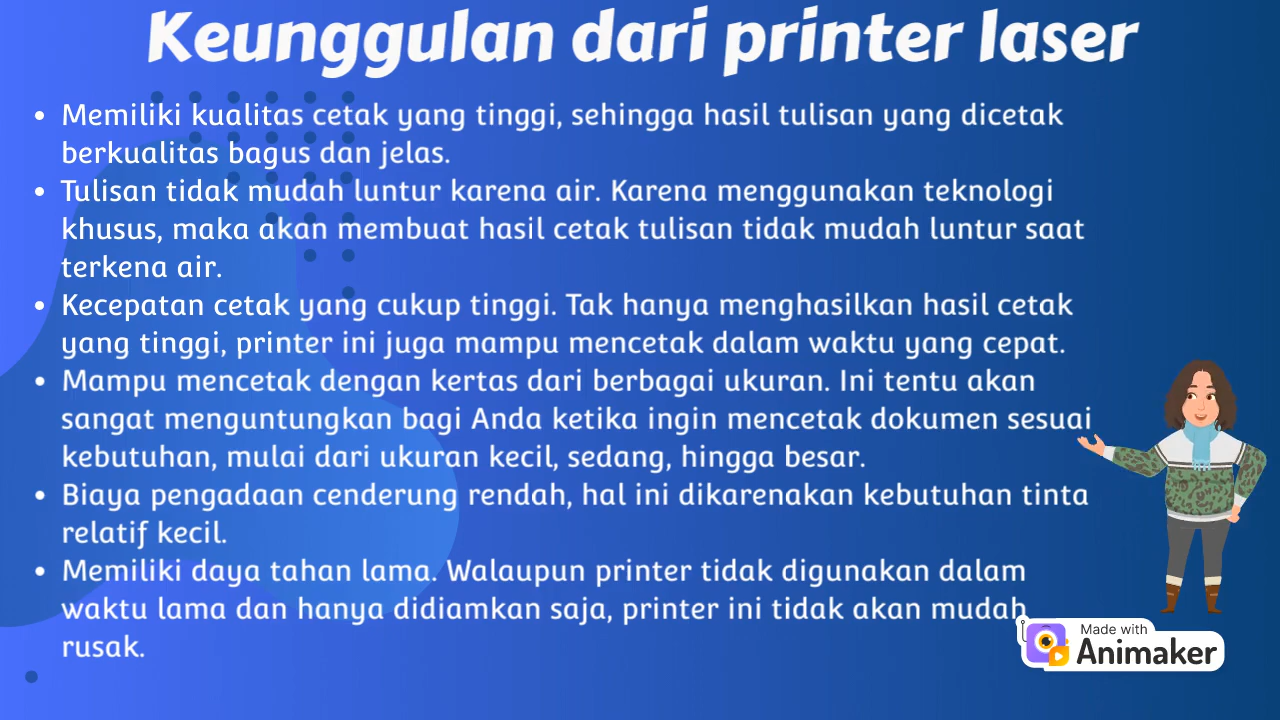 Keunggulan dari printer laser
• Memiliki kualitas cetak yang tinggi, sehingga hasil tulisan yang dicetak
berkualitas bagus dan jelas.
• Tulisan tidak mudah luntur karena air. Karena menggunakan teknologi
khusus, maka akan membuat hasil cetak tulisan tidak mudah luntur saat
terkena air.
• Kecepatan cetak yang cukup tinggi. Tak hanya menghasilkan hasil cetak
yang tinggi, printer ini juga mampu mencetak dalam waktu yang cepat.
• Mampu mencetak dengan kertas dari berbagai ukuran. Ini tentu akan
sangat menguntungkan bagi Anda ketika ingin mencetak dokumen sesuai
kebutuhan, mulai dari ukuran kecil, sedang, hingga besar.
• Biaya pengadaan cenderung rendah, hal ini dikarenakan kebutuhan tinta
relatif kecil.
• Memiliki daya tahan lama. Walaupun printer tidak digunakan dalam
waktu lama dan hanya didiamkan saja, printer ini tidak akan mudah
rusak.
Made with
Animaker